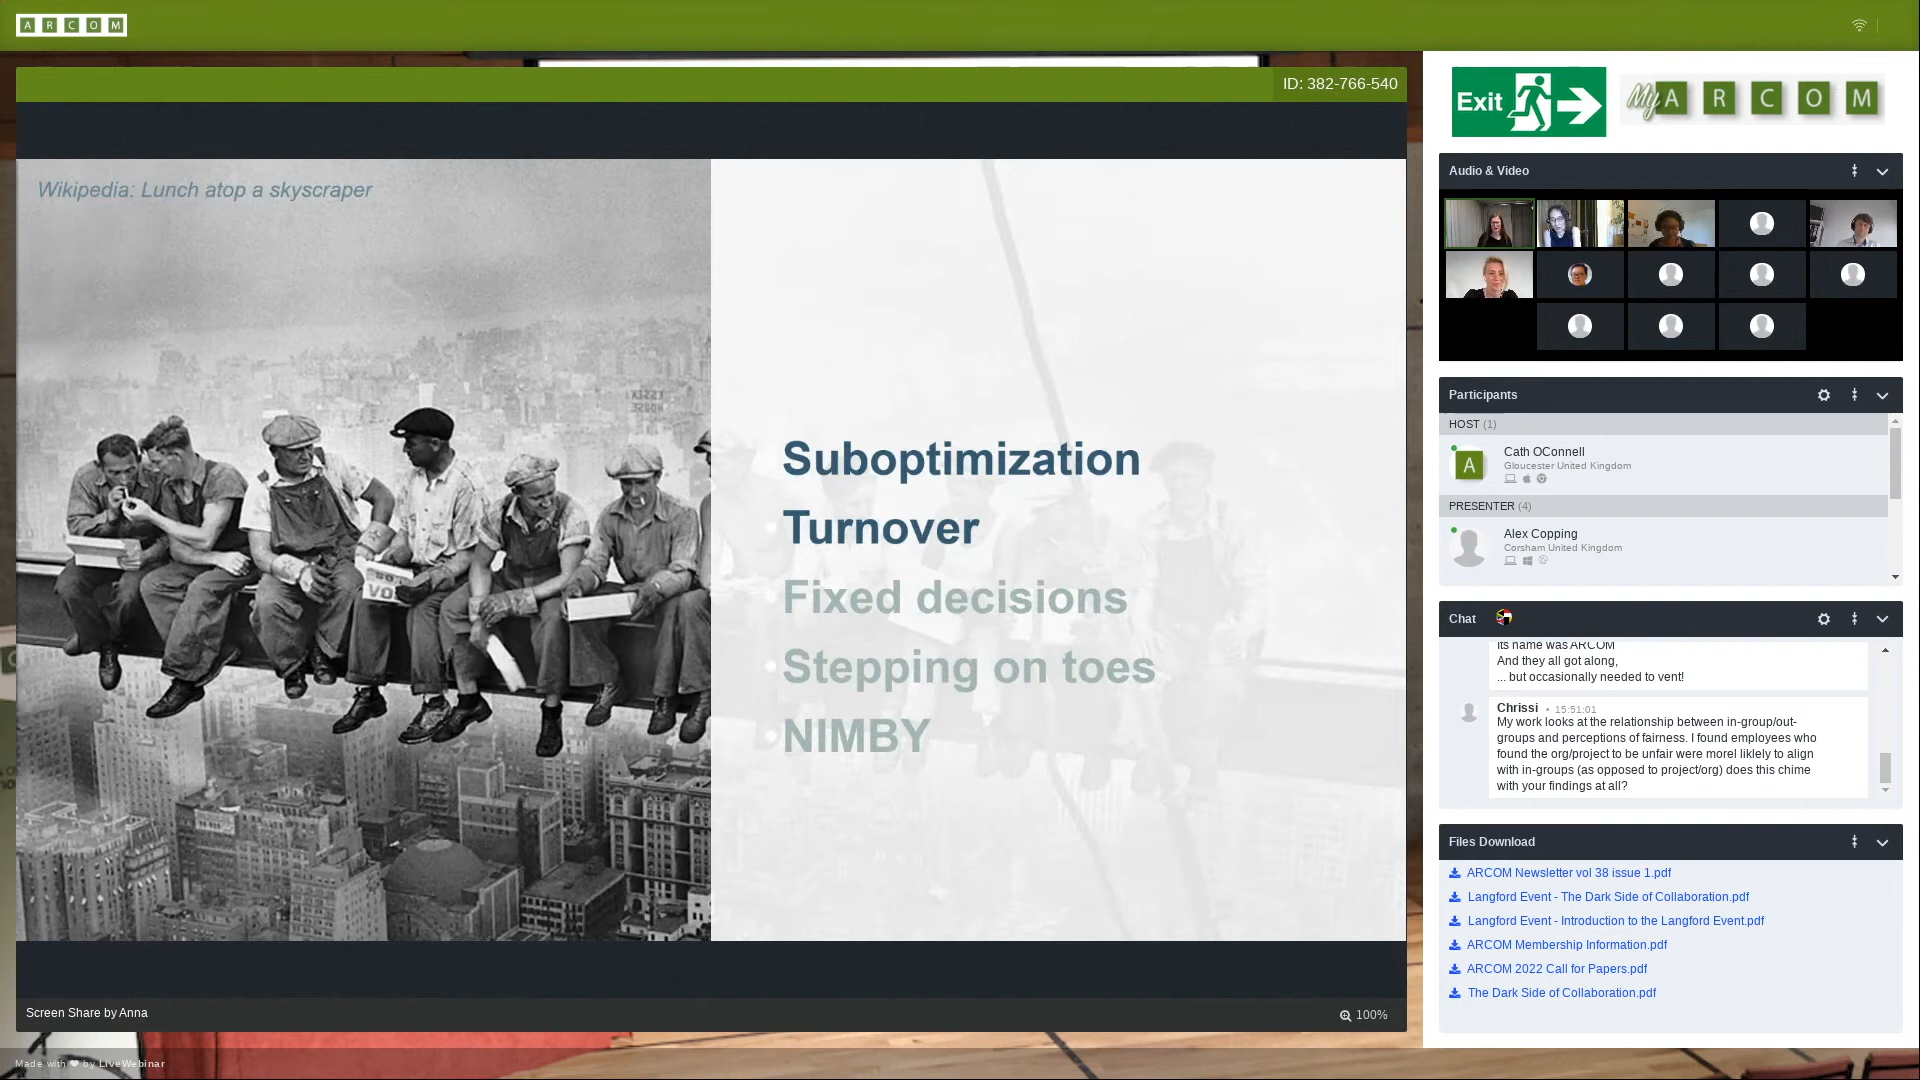 ARCOM
ID: 382-766-540
Wikipedia: Lunch atop a skyscraper
Suboptimization
Turnover
Fixed decisions
Stepping on toes
NIMBY
Screen Share by Anna
100%
Made with ❤ by LiveWebinar
Exit
My ARCOM
Audio & Video
Participants
HOST (1)
A
Cath OConnell
Gloucester United Kingdom
PRESENTER (4)
Alex Copping
Corsham United Kingdom
Chat
Its name was ARCOM
And they all got along,
... but occasionally needed to vent!
Chrissi • 15:51:01
My work looks at the relationship between in-group/out-
groups and perceptions of fairness. I found employees who
found the org/project to be unfair were morel liklely to align
with in-groups (as opposed to project/org) does this chime
with your findings at all?
Files Download
ARCOM Newsletter vol 38 issue 1.pdf
Langford Event - The Dark Side of Collaboration.pdf
Langford Event - Introduction to the Langford Event.pdf
ARCOM Membership Information.pdf
ARCOM 2022 Call for Papers.pdf
The Dark Side of Collaboration.pdf